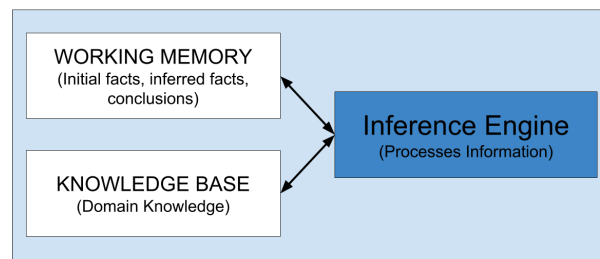 WORKING MEMORY
(Initial facts, inferred facts,
conclusions)
KNOWLEDGE BASE
(Domain Knowledge)
Inference Engine
(Processes Information)